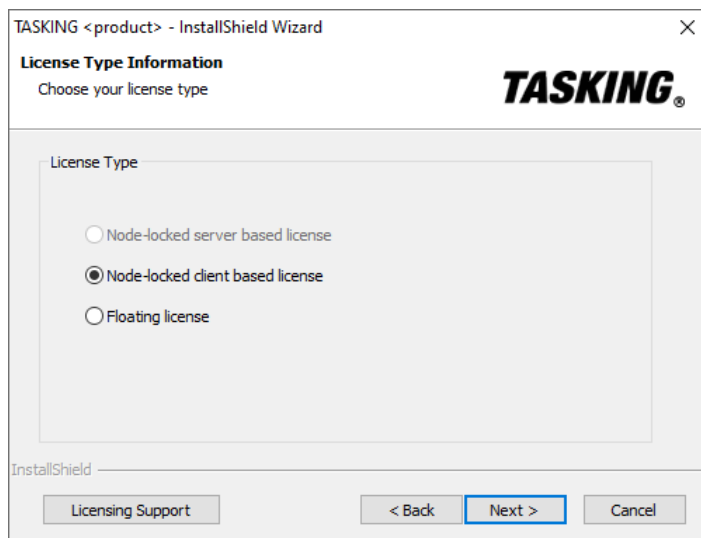 TASKING <product> - InstallShield Wizard
License Type Information
Choose your license type
TASKING®
License Type
Node-locked server based license
Node-locked client based license
Floating license
InstallShield
Licensing Support
< Back
Next >
Cancel